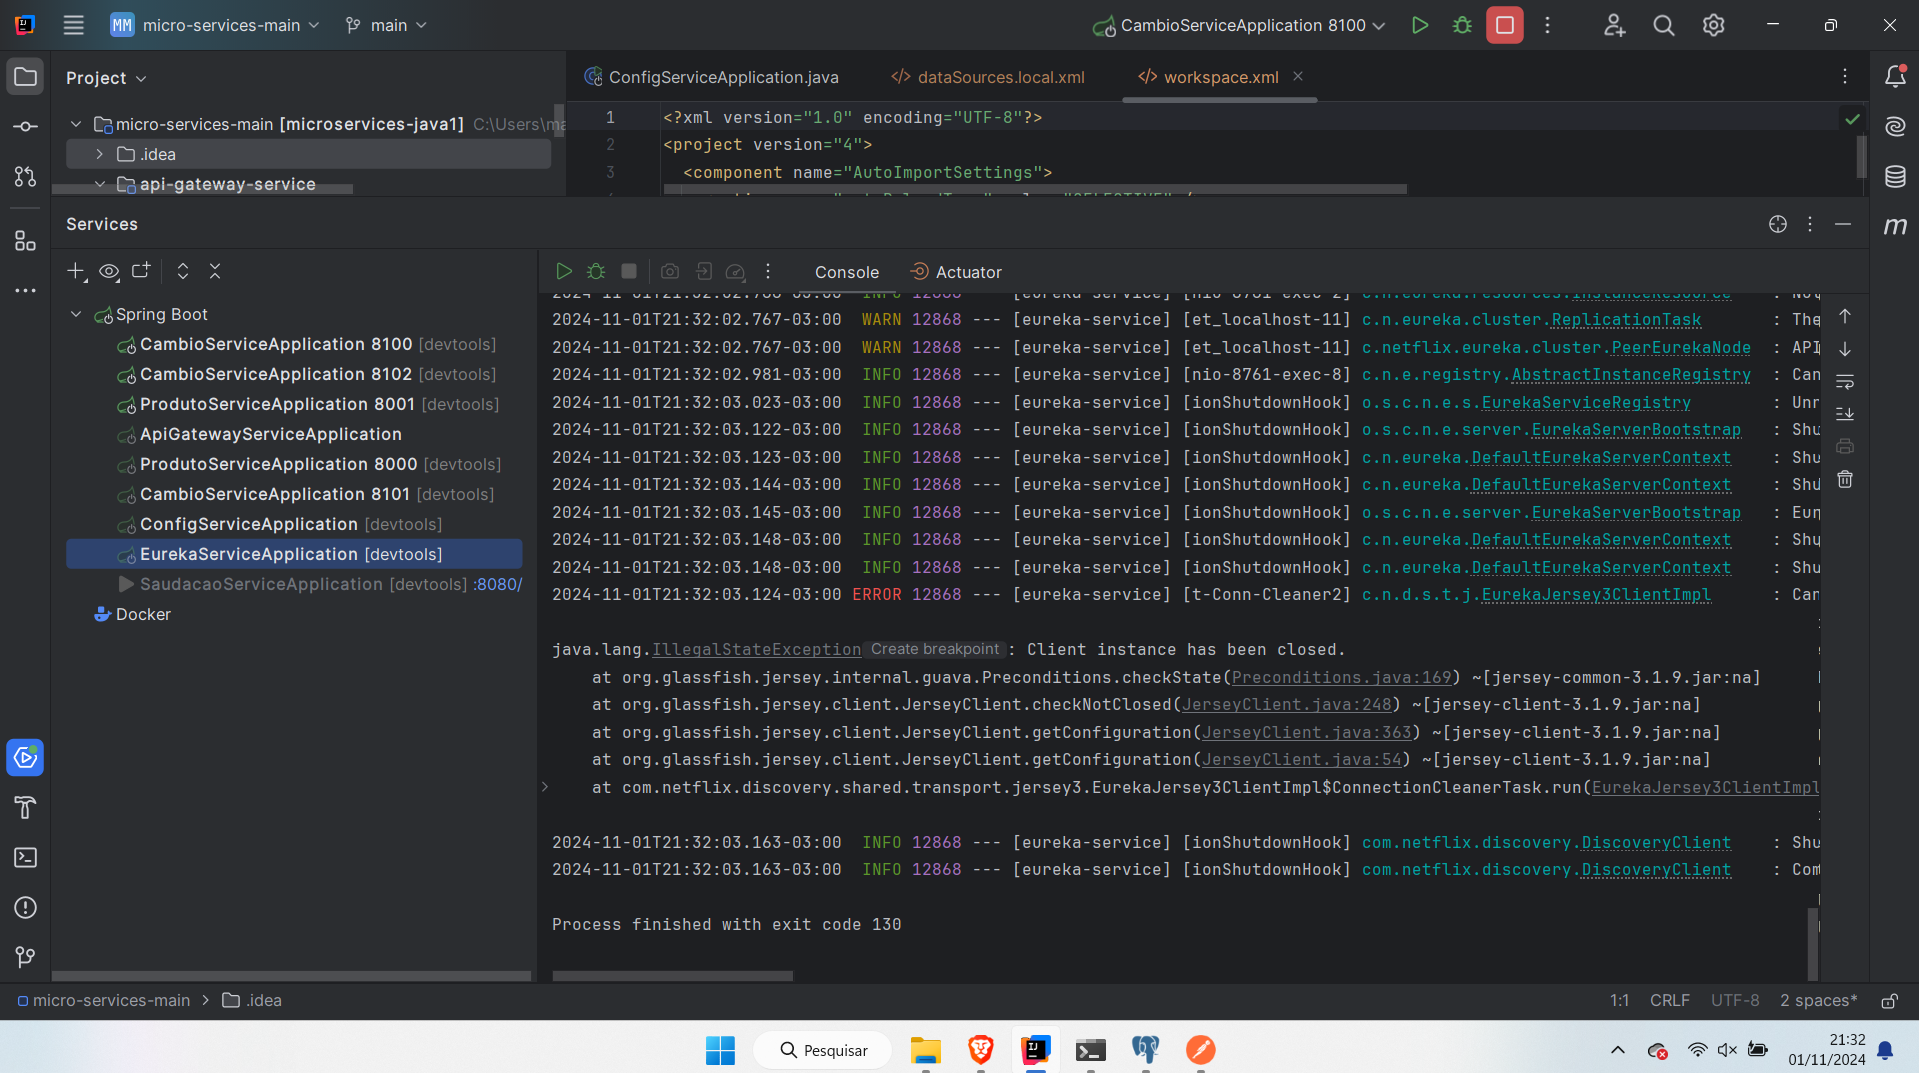 MM micro-services-main main CambioServiceApplication 8100
Project
ConfigServiceApplication.java dataSources.local.xml workspace.xml
micro-services-main [microservices-java1] C:\Users\ma
.idea
api-gateway-service
1 <?xml version="1.0" encoding="UTF-8"?>
2 <project version="4">
3 <component name="AutoImportSettings">
Services
Console Actuator
Spring Boot
CambioServiceApplication 8100 [devtools]
CambioServiceApplication 8102 [devtools]
ProdutoServiceApplication 8001 [devtools]
ApiGatewayServiceApplication
ProdutoServiceApplication 8000 [devtools]
CambioServiceApplication 8101 [devtools]
ConfigServiceApplication [devtools]
EurekaServiceApplication [devtools]
SaudacaoServiceApplication [devtools] :8080/
Docker
2024-11-01T21:32:02.767-03:00 WARN 12868 --- [eureka-service] [et_localhost-11] c.n.eureka.cluster.ReplicationTask : The
2024-11-01T21:32:02.767-03:00 WARN 12868 --- [eureka-service] [et_localhost-11] c.netflix.eureka.cluster.PeerEurekaNode : API
2024-11-01T21:32:02.981-03:00 INFO 12868 --- [eureka-service] [nio-8761-exec-8] c.n.e.registry.AbstractInstanceRegistry : Can
2024-11-01T21:32:03.023-03:00 INFO 12868 --- [eureka-service] [ionShutdownHook] o.s.c.n.e.s.EurekaServiceRegistry : Unr
2024-11-01T21:32:03.122-03:00 INFO 12868 --- [eureka-service] [ionShutdownHook] o.s.c.n.e.server.EurekaServerBootstrap : Shu
2024-11-01T21:32:03.123-03:00 INFO 12868 --- [eureka-service] [ionShutdownHook] c.n.eureka.DefaultEurekaServerContext : Shu
2024-11-01T21:32:03.144-03:00 INFO 12868 --- [eureka-service] [ionShutdownHook] c.n.eureka.DefaultEurekaServerContext : Shu
2024-11-01T21:32:03.145-03:00 INFO 12868 --- [eureka-service] [ionShutdownHook] o.s.c.n.e.server.EurekaServerBootstrap : Eur
2024-11-01T21:32:03.148-03:00 INFO 12868 --- [eureka-service] [ionShutdownHook] c.n.eureka.DefaultEurekaServerContext : Shu
2024-11-01T21:32:03.148-03:00 INFO 12868 --- [eureka-service] [ionShutdownHook] c.n.eureka.DefaultEurekaServerContext : Shu
2024-11-01T21:32:03.124-03:00 ERROR 12868 --- [eureka-service] [t-Conn-Cleaner2] c.n.d.s.t.j.EurekaJersey3ClientImpl : Can
java.lang.IllegalStateException Create breakpoint : Client instance has been closed.
at org.glassfish.jersey.internal.guava.Preconditions.checkState(Preconditions.java:169) ~[jersey-common-3.1.9.jar:na]
at org.glassfish.jersey.client.JerseyClient.checkNotClosed(JerseyClient.java:248) ~[jersey-client-3.1.9.jar:na]
at org.glassfish.jersey.client.JerseyClient.getConfiguration(JerseyClient.java:363) ~[jersey-client-3.1.9.jar:na]
at org.glassfish.jersey.client.JerseyClient.getConfiguration(JerseyClient.java:54) ~[jersey-client-3.1.9.jar:na]
at com.netflix.discovery.shared.transport.jersey3.EurekaJersey3ClientImpl$ConnectionCleanerTask.run(EurekaJersey3ClientImpl
2024-11-01T21:32:03.163-03:00 INFO 12868 --- [eureka-service] [ionShutdownHook] com.netflix.discovery.DiscoveryClient : Shu
2024-11-01T21:32:03.163-03:00 INFO 12868 --- [eureka-service] [ionShutdownHook] com.netflix.discovery.DiscoveryClient : Com
Process finished with exit code 130
micro-services-main > .idea 1:1 CRLF UTF-8 2 spaces*
Pesquisar
21:32
01/11/2024